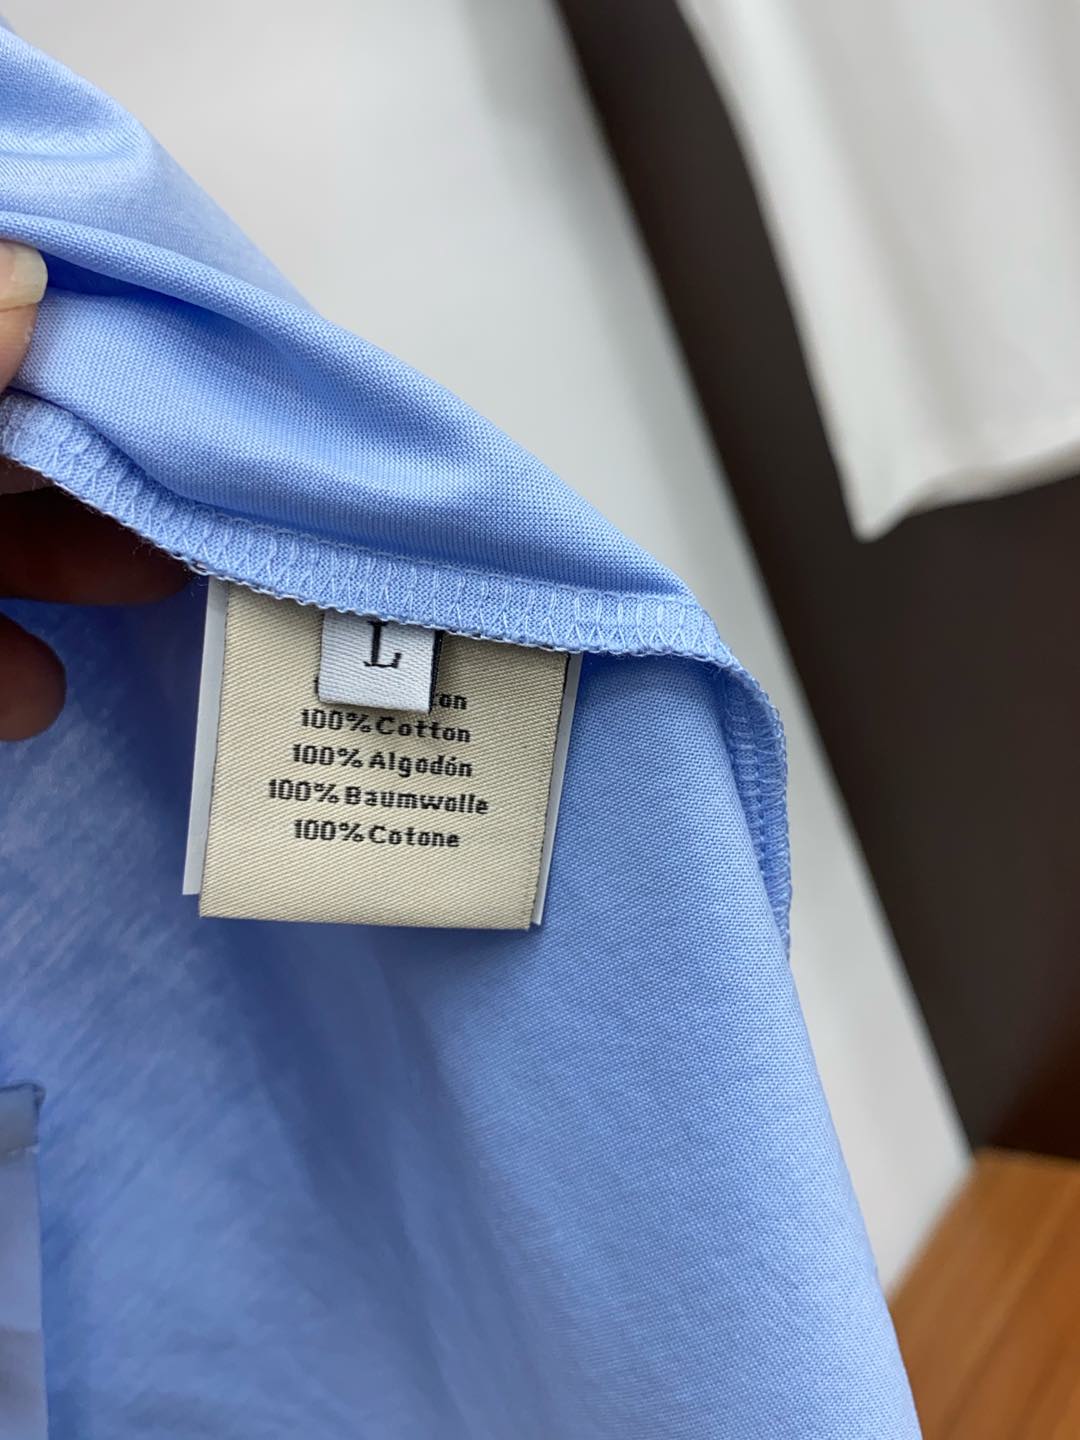 L
100% Cotton
100% Algodón
100% Baumwolle
100% Cotone